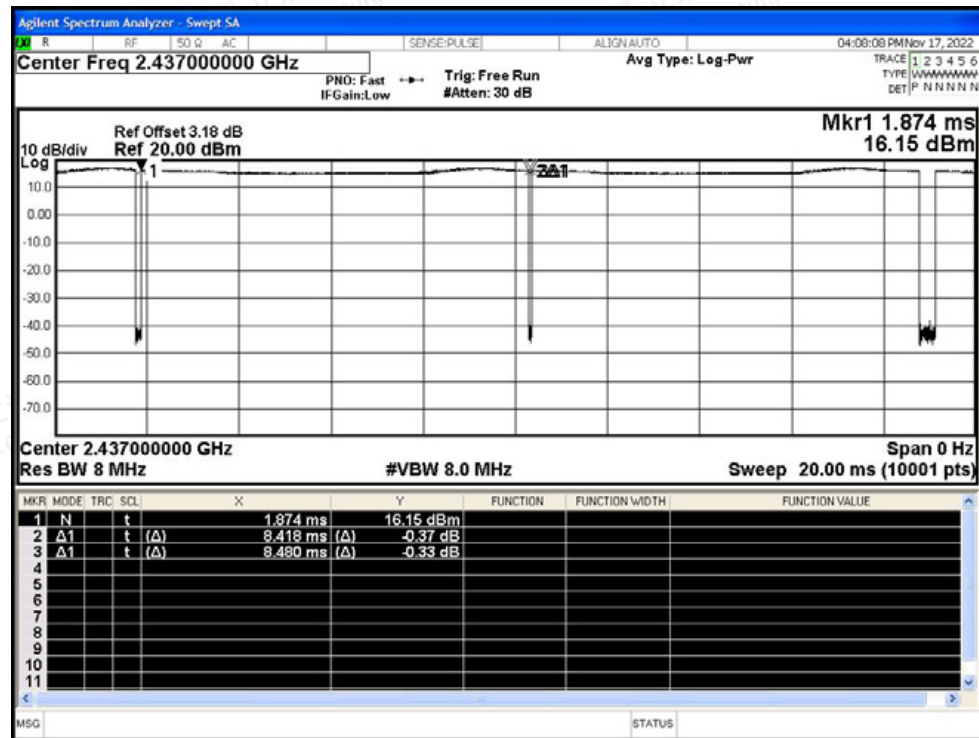 Agilent Spectrum Analyzer - Swept SA
R RF 50 Ω AC SENSE:PULSE ALIGN AUTO 04:08:08 PM Nov 17, 2022
Center Freq 2.437000000 GHz
PNO: Fast
IFGain:Low
Trig: Free Run
#Atten: 30 dB
Avg Type: Log-Pwr
TRACE 1 2 3 4 5 6
TYPE WWWWWW
DET P N N N N N
Mkr1 1.874 ms
16.15 dBm
Ref Offset 3.18 dB
10 dB/div Ref 20.00 dBm
Log
1
10.0
0.00
-10.0
-20.0
-30.0
-40.0
-50.0
-60.0
-70.0
Center 2.437000000 GHz Span 0 Hz
Res BW 8 MHz #VBW 8.0 MHz Sweep 20.00 ms (10001 pts)
MKR MODE TRC SCL X Y FUNCTION FUNCTION WIDTH FUNCTION VALUE
1 N t 1.874 ms 16.15 dBm
2 Δ1 t (Δ) 8.418 ms (Δ) -0.37 dB
3 Δ1 t (Δ) 8.480 ms (Δ) -0.33 dB
4
5
6
7
8
9
10
11
MSG STATUS